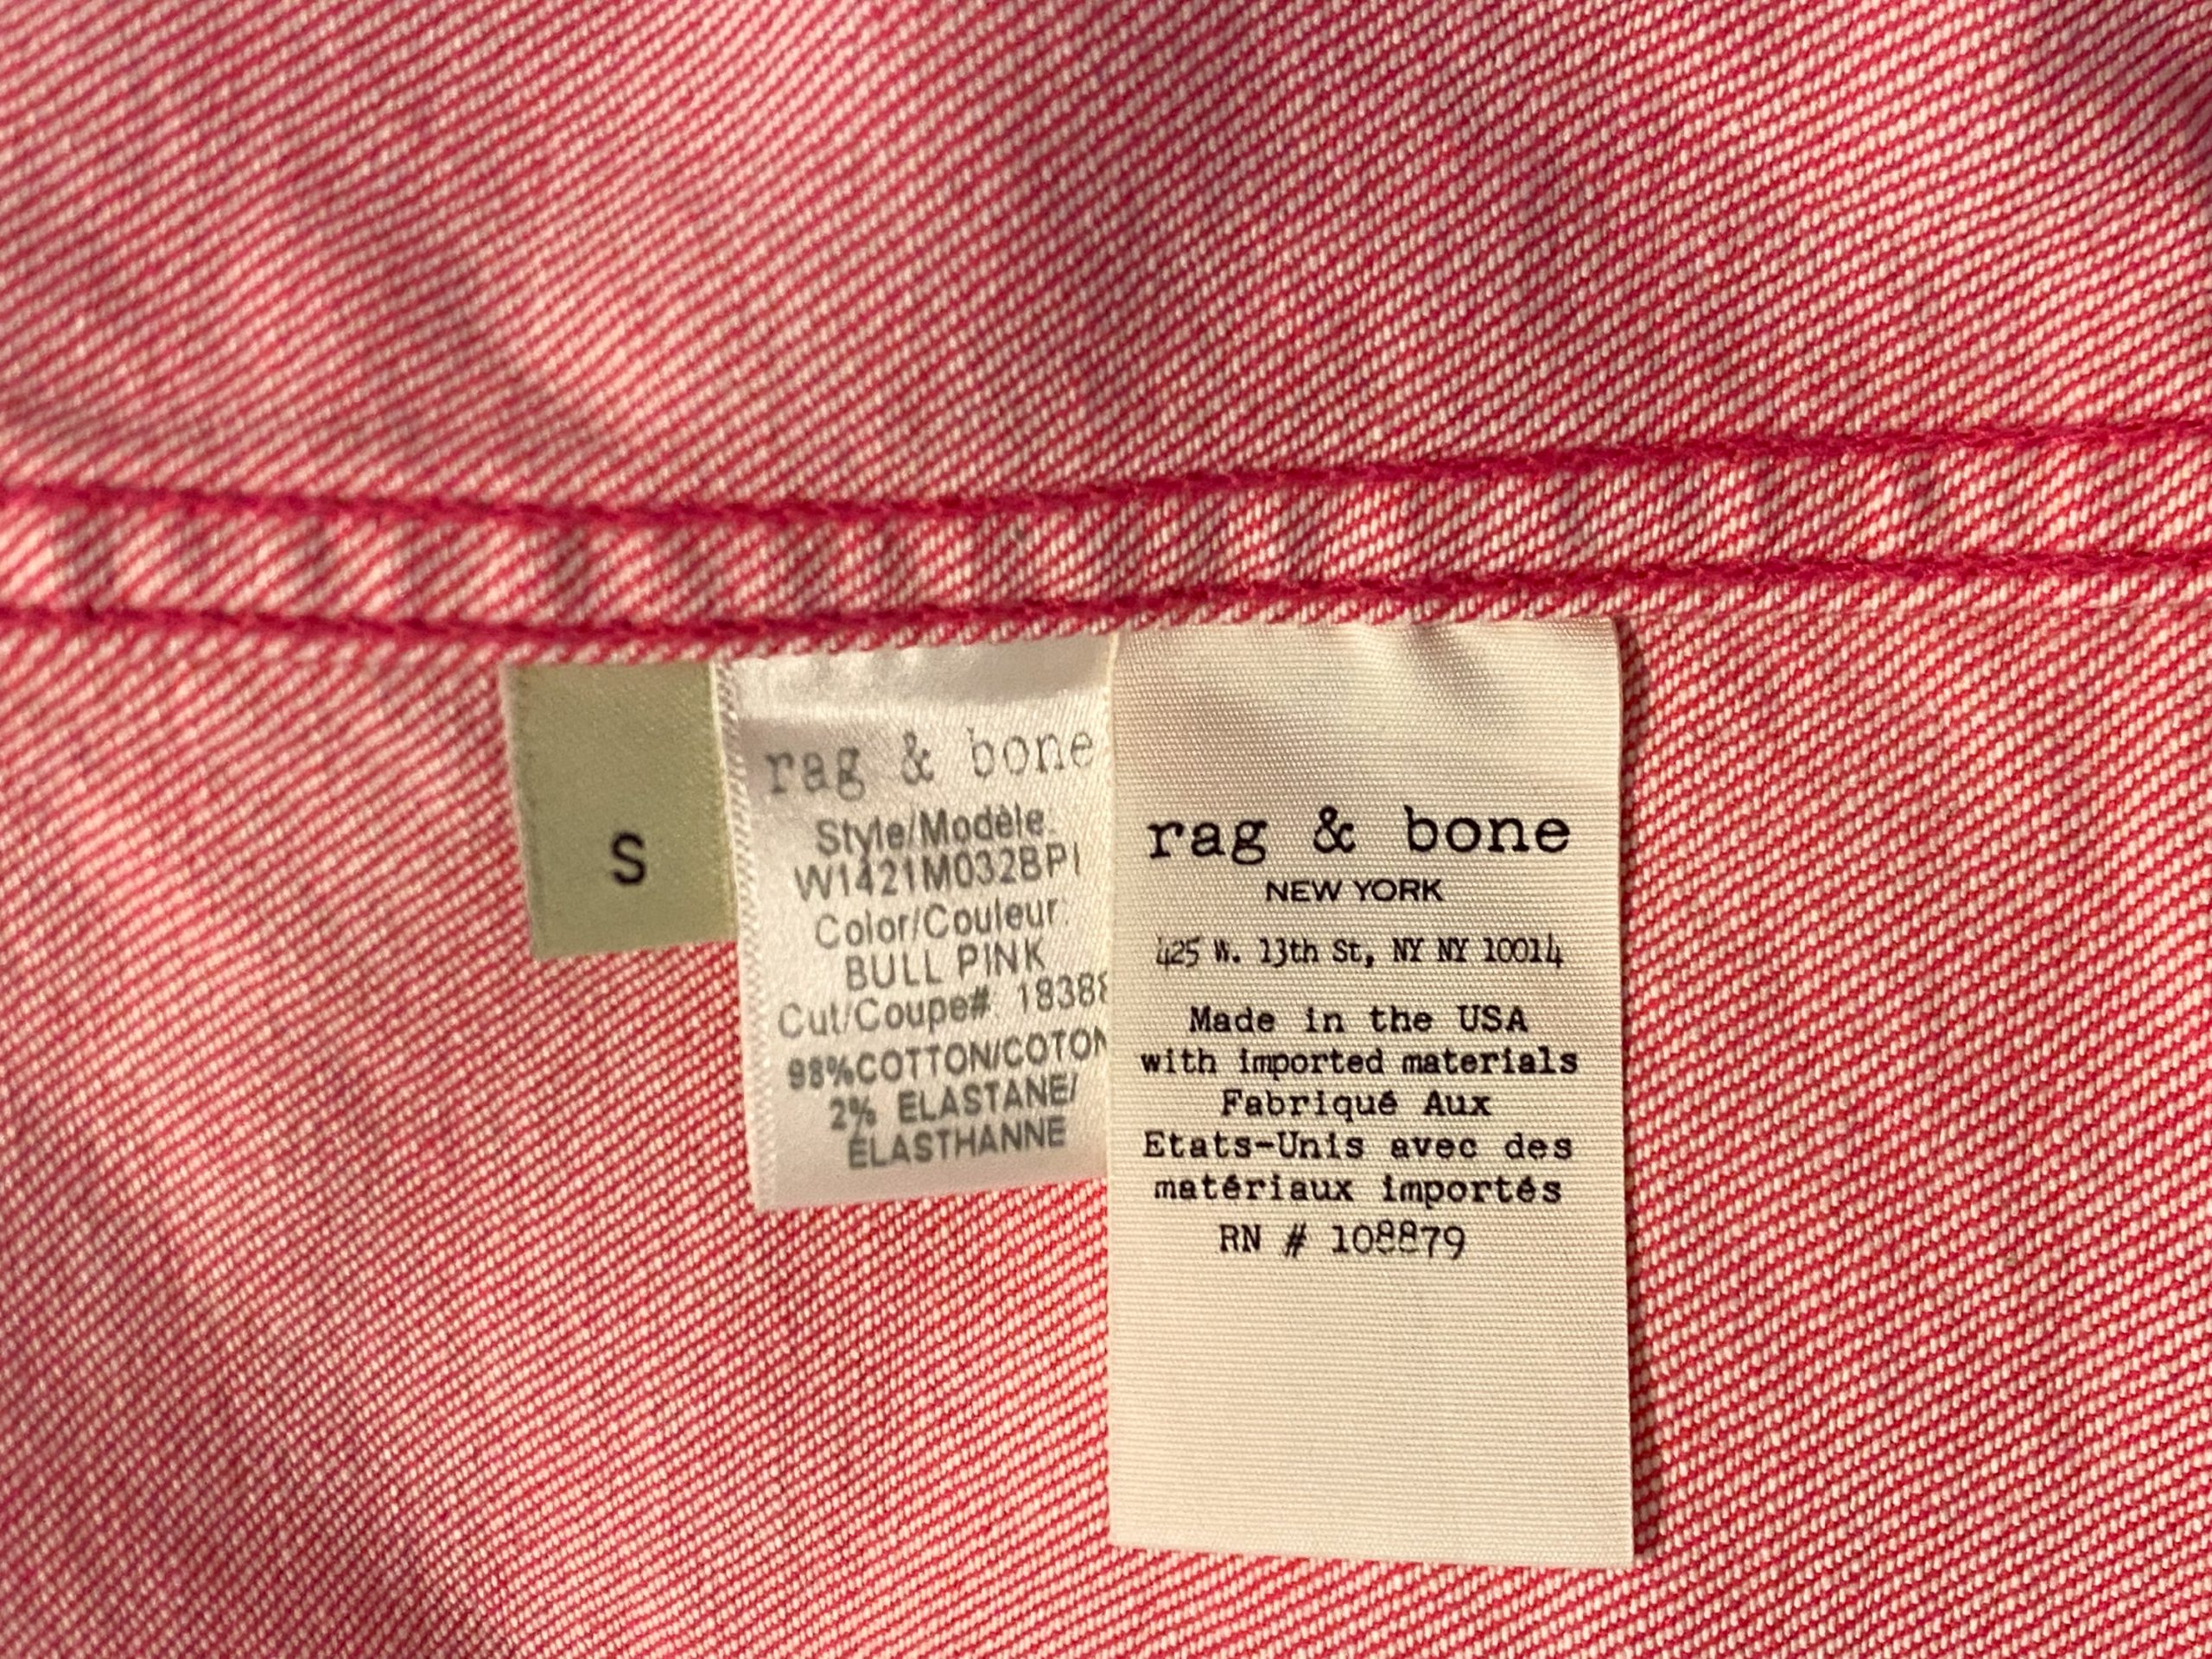 S
rag & bone
Style/Modèle:
W1421M032BPI
Color/Couleur:
BULL PINK
Cut/Coupe#: 1838
98%COTTON/COTON
2% ELASTANE/
ÉLASTHANNE
rag & bone
NEW YORK
425 W. 13th St, NY NY 10014
Made in the USA
with imported materials
Fabriqué Aux
Etats-Unis avec des
matériaux importés
RN # 108879